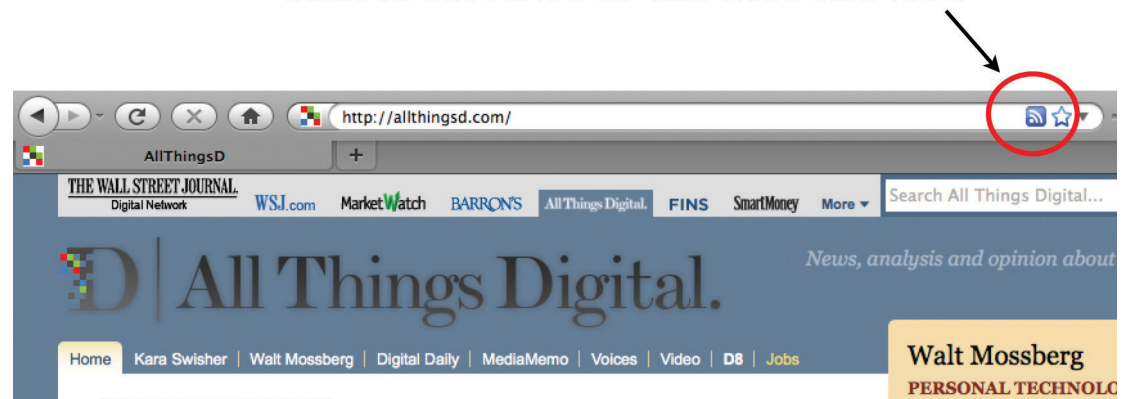 http://allthingsd.com/
AllThingsD +
THE WALL STREET JOURNAL.
Digital Network
WSJ.com MarketWatch BARRON'S All Things Digital. FINS SmartMoney More ▼ Search All Things Digital...
D All Things Digital.
News, analysis and opinion about
Home Kara Swisher | Walt Mossberg | Digital Daily | MediaMemo | Voices | Video | D8 | Jobs
Walt Mossberg
PERSONAL TECHNOLO